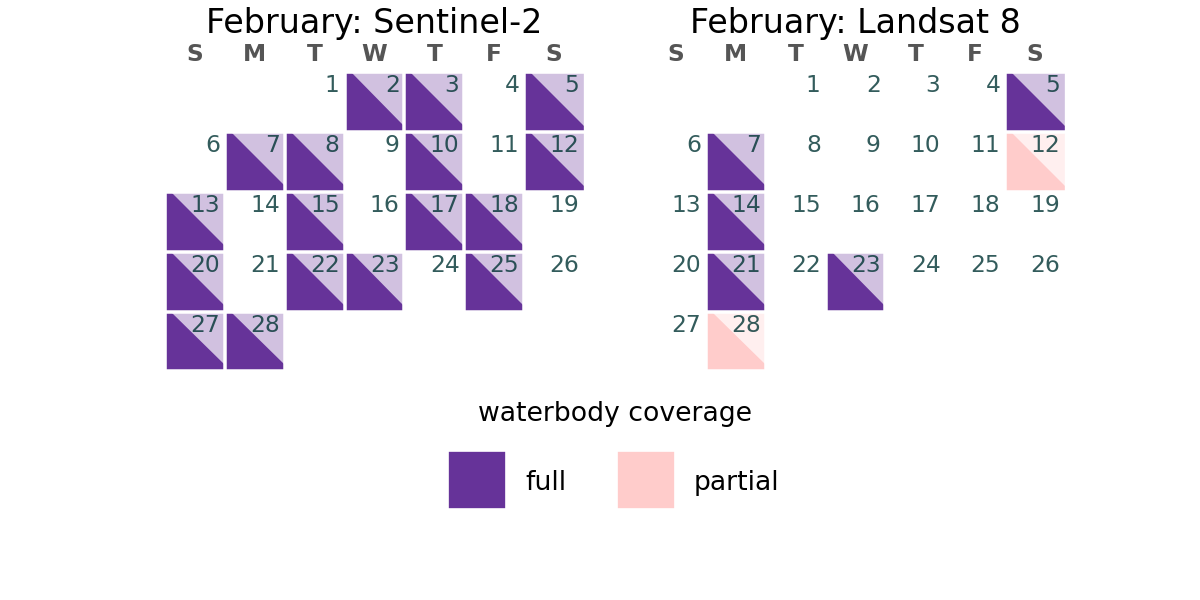 February: Sentinel-2
S M T W T F S
1 2 3 4 5
6 7 8 9 10 11 12
13 14 15 16 17 18 19
20 21 22 23 24 25 26
27 28
February: Landsat 8
S M T W T F S
1 2 3 4 5
6 7 8 9 10 11 12
13 14 15 16 17 18 19
20 21 22 23 24 25 26
27 28
waterbody coverage
full partial